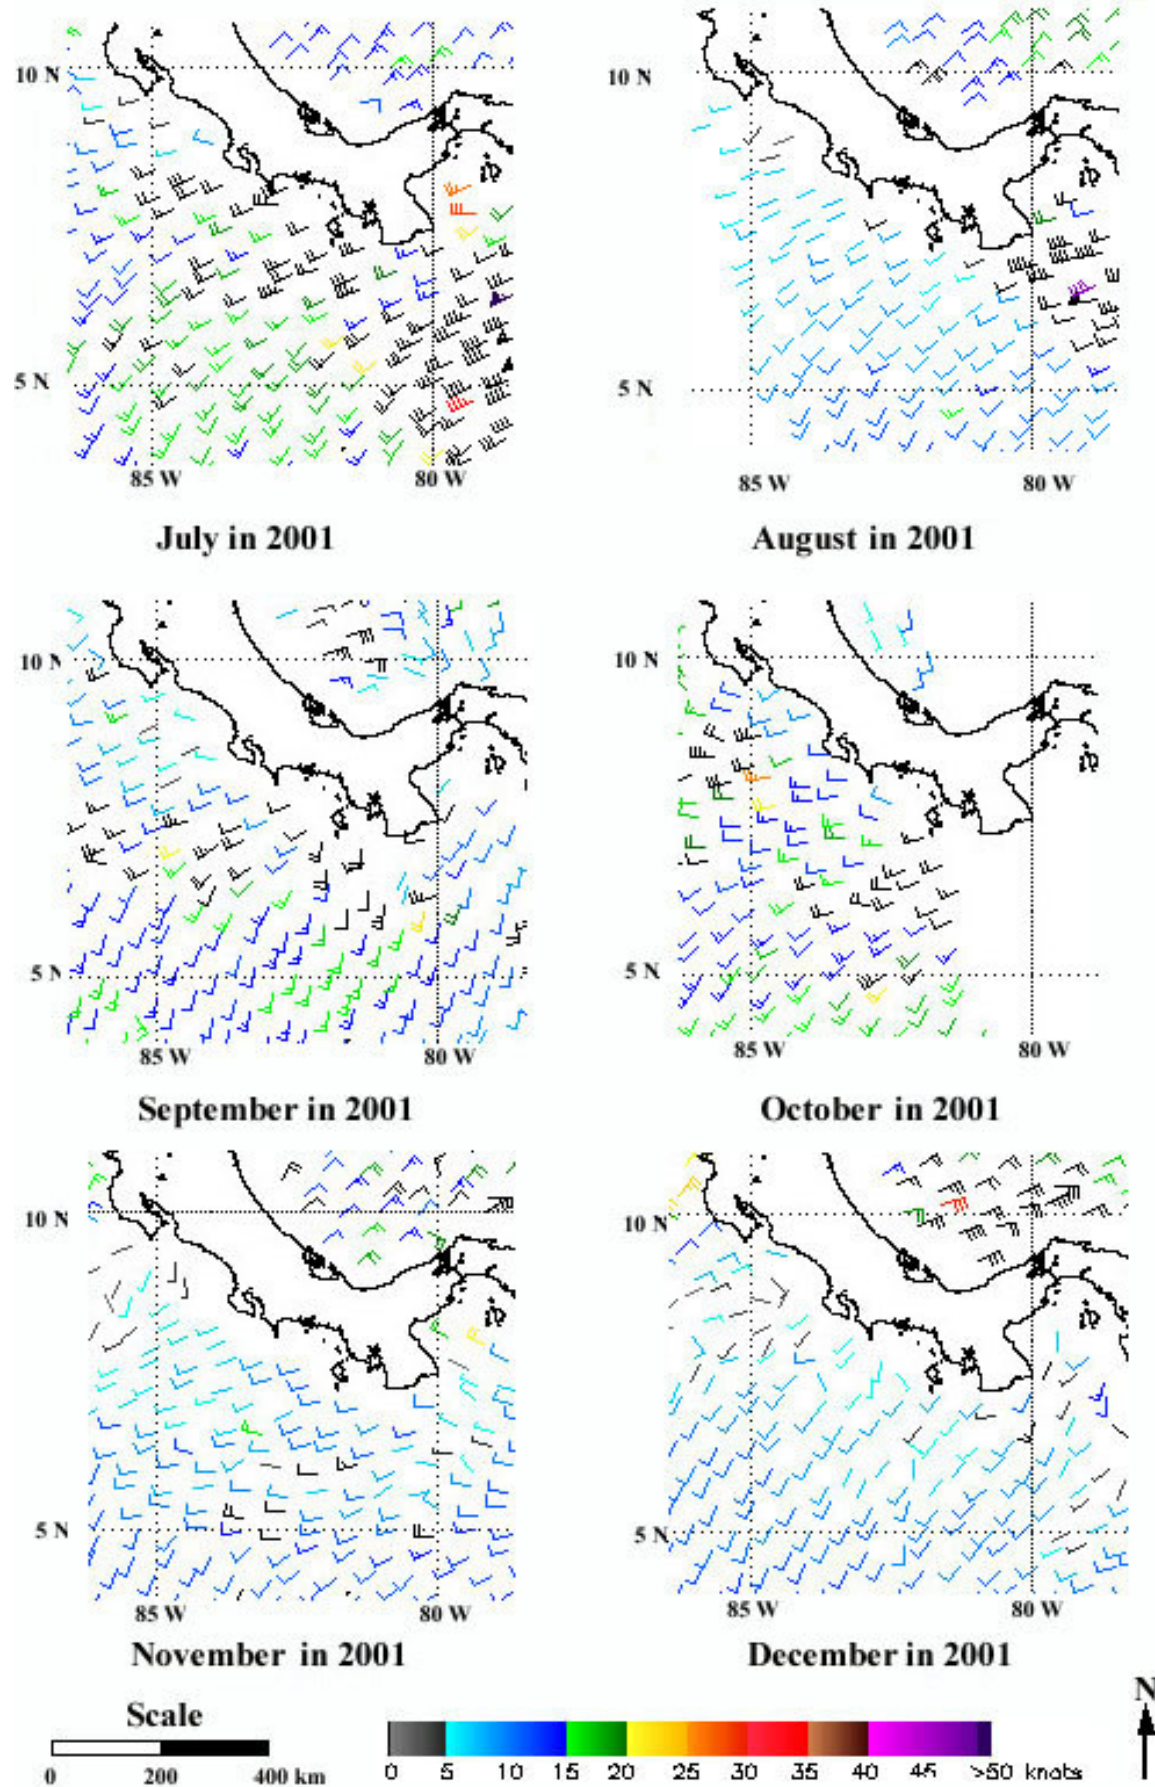 10 N
10 N
5 N
5 N
85 W
80 W
85 W
80 W
July in 2001
August in 2001
10 N
10 N
5 N
5 N
85 W
80 W
85 W
80 W
September in 2001
October in 2001
10 N
10 N
5 N
5 N
85 W
80 W
85 W
80 W
November in 2001
December in 2001
Scale
0 200 400 km
0 5 10 15 20 25 30 35 40 45 >50 knots
N